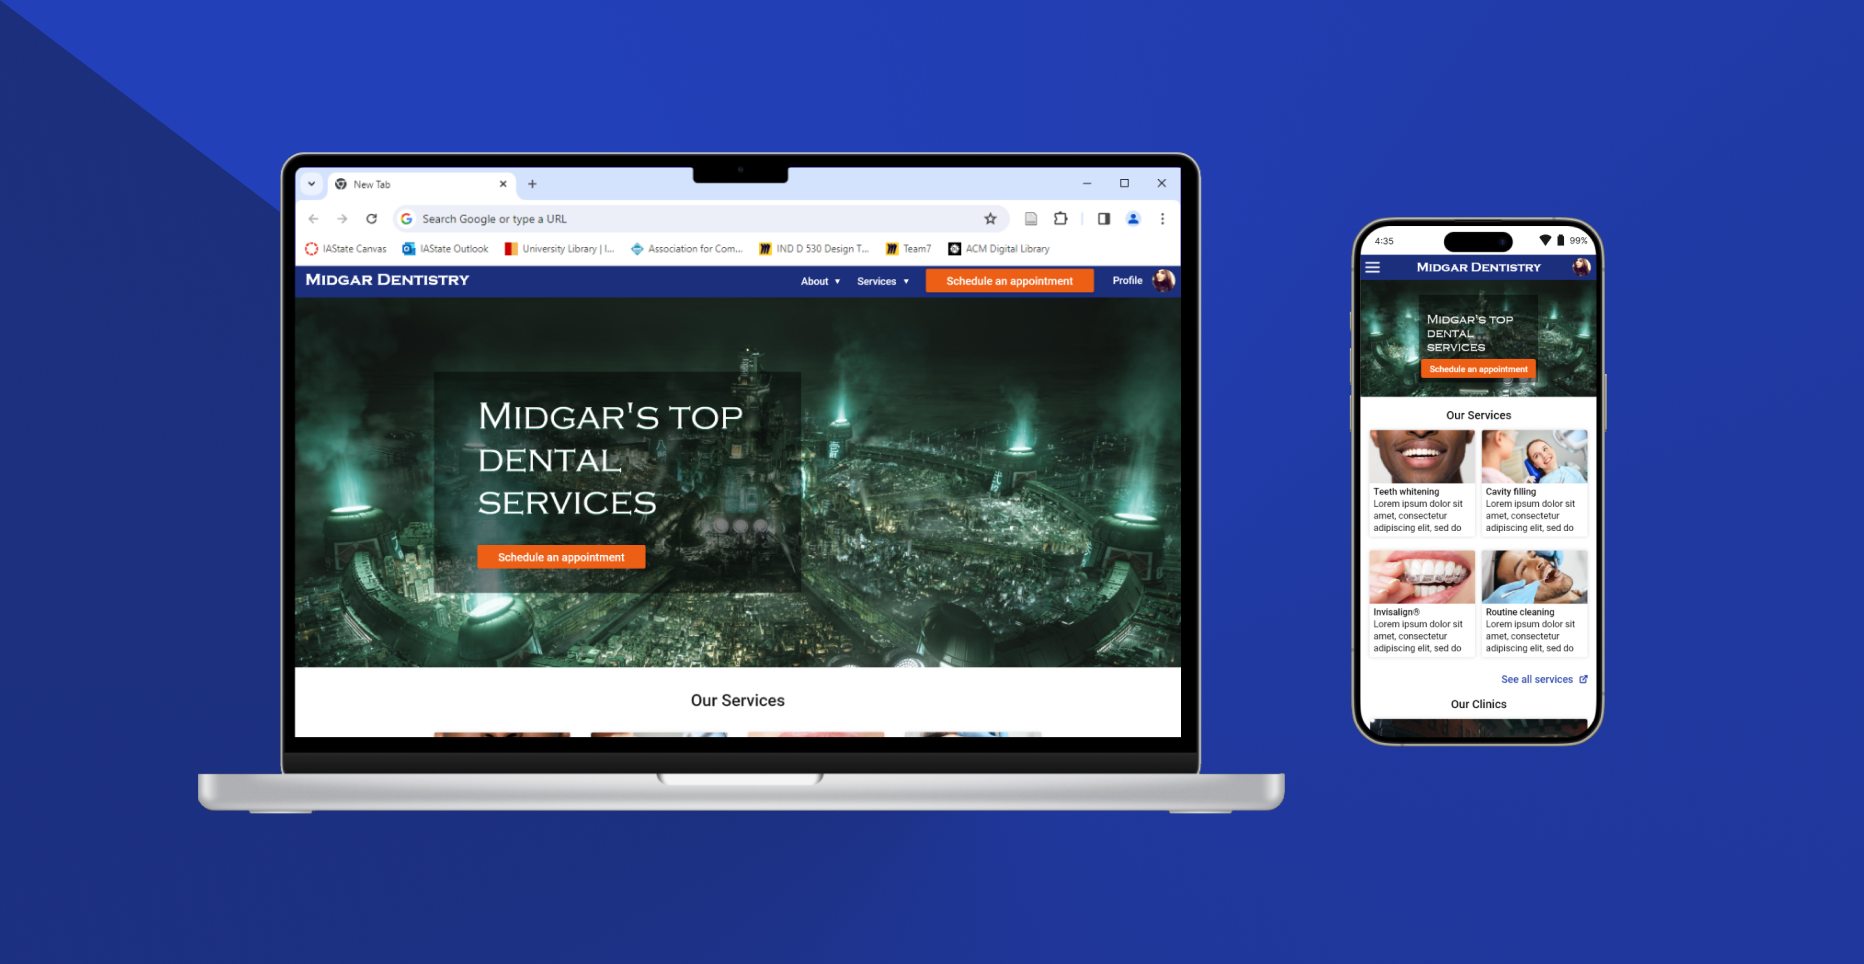 New Tab
Search Google or type a URL
IAState Canvas IAState Outlook University Library | I... Association for Com... IND D 530 Design T... Team7 ACM Digital Library
MIDGAR DENTISTRY About Services Schedule an appointment Profile
MIDGAR'S TOP
DENTAL
SERVICES
Schedule an appointment
Our Services
4:35 99%
MIDGAR DENTISTRY
MIDGAR'S TOP
DENTAL
SERVICES
Schedule an appointment
Our Services
Teeth whitening
Lorem ipsum dolor sit
amet, consectetur
adipiscing elit, sed do
Cavity filling
Lorem ipsum dolor sit
amet, consectetur
adipiscing elit, sed do
Invisalign®
Lorem ipsum dolor sit
amet, consectetur
adipiscing elit, sed do
Routine cleaning
Lorem ipsum dolor sit
amet, consectetur
adipiscing elit, sed do
See all services
Our Clinics